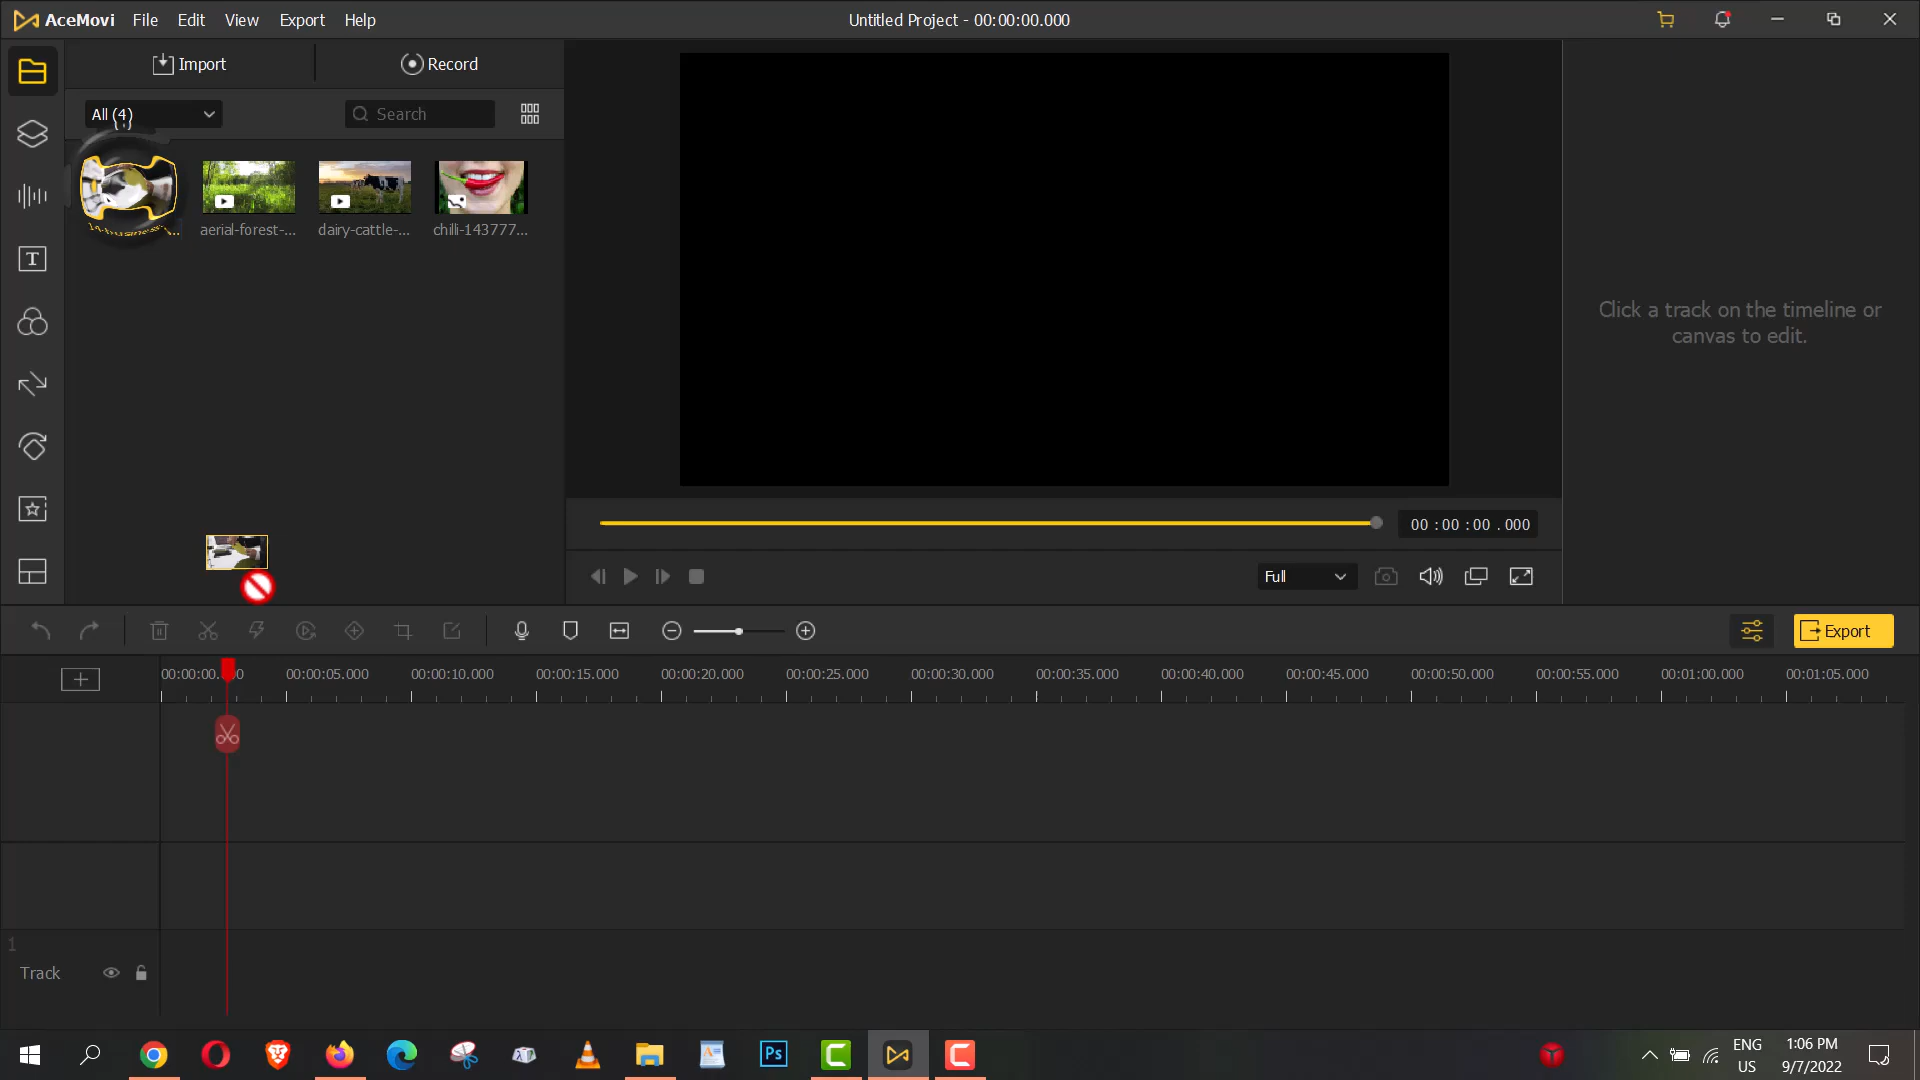 AceMovi File Edit View Export Help Untitled Project - 00:00:00.000
Import Record
All (4) Search
aerial-forest-... dairy-cattle-... chilli-143777...
Click a track on the timeline or
canvas to edit.
00 : 00 : 00 . 000
Full
Export
00:00:05.000 00:00:10.000 00:00:15.000 00:00:20.000 00:00:25.000 00:00:30.000 00:00:35.000 00:00:40.000 00:00:45.000 00:00:50.000 00:00:55.000 00:01:00.000 00:01:05.000
1
Track
Ps
ENG
US
1:06 PM
9/7/2022